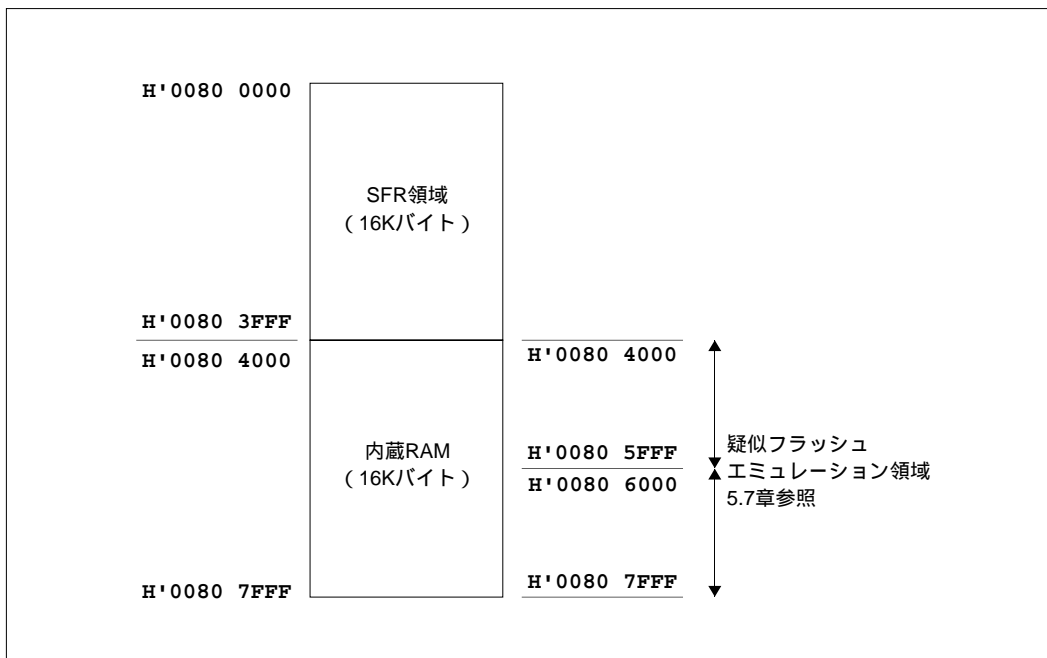 H'0080 0000
SFR領域
(16Kバイト)
H'0080 3FFF
H'0080 4000
H'0080 4000
内蔵RAM
(16Kバイト)
H'0080 5FFF
H'0080 6000
疑似フラッシュ
エミュレーション領域
5.7章参照
H'0080 7FFF
H'0080 7FFF